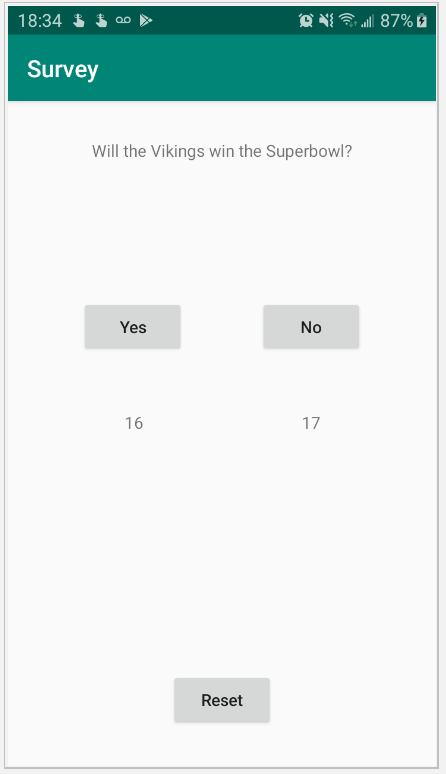 18:34 87%
Survey
Will the Vikings win the Superbowl?
Yes No
16 17
Reset